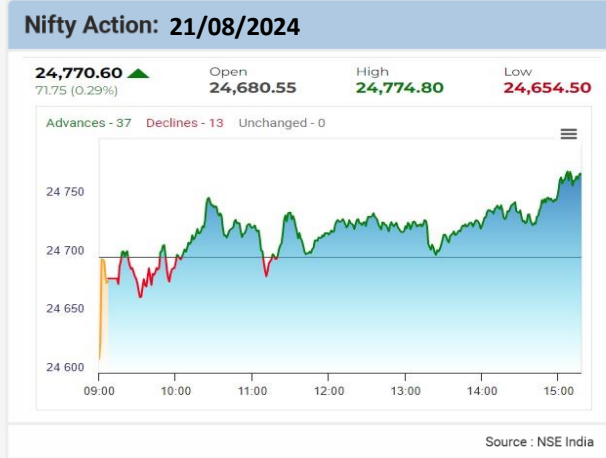 Nifty Action: 21/08/2024
24,770.60 Open High Low
71.75 (0.29%) 24,680.55 24,774.80 24,654.50
Advances - 37 Declines - 13 Unchanged - 0
24 750
24 700
24 650
24 600
09:00 10:00 11:00 12:00 13:00 14:00 15:00
Source : NSE India